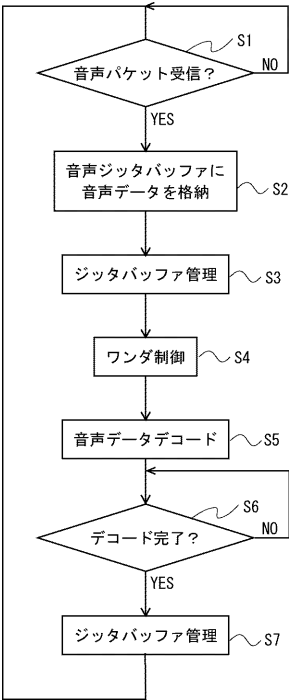 S1
音声パケット受信？
NO
YES
音声ジッタバッファに
音声データを格納
S2
ジッタバッファ管理
S3
ワンダ制御
S4
音声データデコード
S5
S6
デコード完了？
NO
YES
ジッタバッファ管理
S7